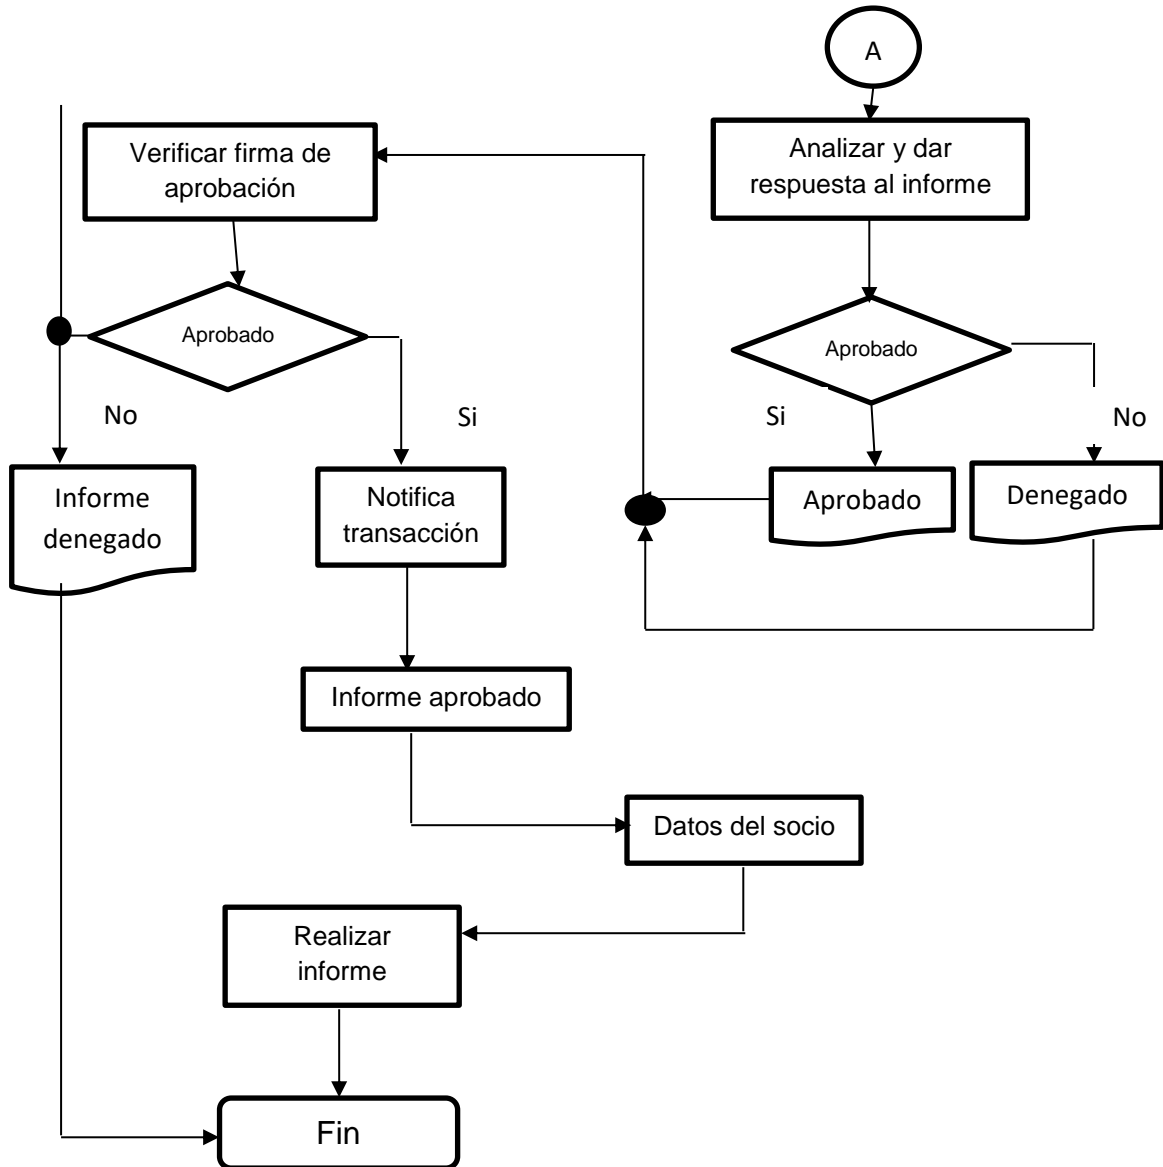 A
Analizar y dar
respuesta al informe
Verificar firma de
aprobación
Aprobado
Aprobado
No
Si
Si
No
Informe
denegado
Notifica
transacción
Aprobado
Denegado
Informe aprobado
Datos del socio
Realizar
informe
Fin